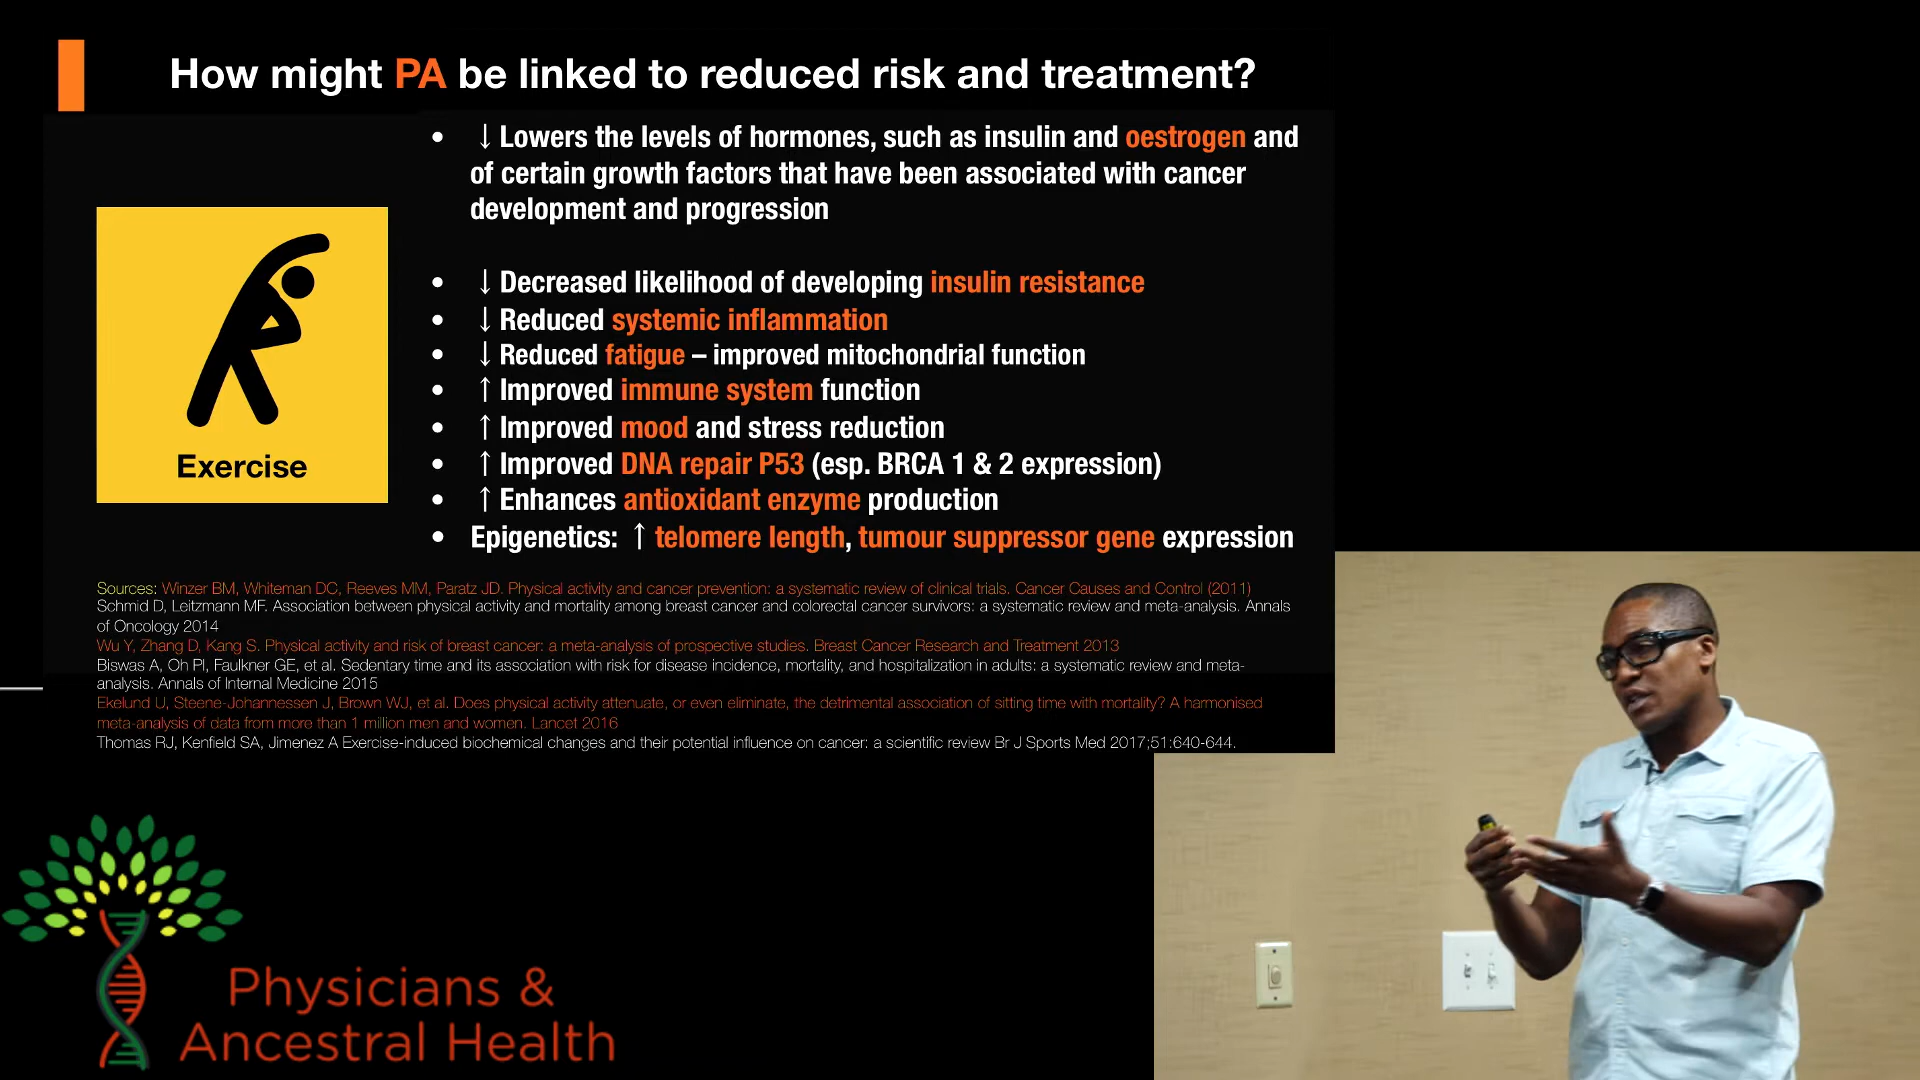 How might PA be linked to reduced risk and treatment?
• ↓ Lowers the levels of hormones, such as insulin and oestrogen and
of certain growth factors that have been associated with cancer
development and progression
• ↓ Decreased likelihood of developing insulin resistance
• ↓ Reduced systemic inflammation
• ↓ Reduced fatigue – improved mitochondrial function
• ↑ Improved immune system function
• ↑ Improved mood and stress reduction
• ↑ Improved DNA repair P53 (esp. BRCA 1 & 2 expression)
• ↑ Enhances antioxidant enzyme production
• Epigenetics: ↑ telomere length, tumour suppressor gene expression
Exercise
Sources: Winzer BM, Whiteman DC, Reeves MM, Paratz JD. Physical activity and cancer prevention: a systematic review of clinical trials. Cancer Causes and Control (2011)
Schmid D, Leitzmann MF. Association between physical activity and mortality among breast cancer and colorectal cancer survivors: a systematic review and meta-analysis. Annals
of Oncology 2014
Wu Y, Zhang D, Kang S. Physical activity and risk of breast cancer: a meta-analysis of prospective studies. Breast Cancer Research and Treatment 2013
Biswas A, Oh PI, Faulkner GE, et al. Sedentary time and its association with risk for disease incidence, mortality, and hospitalization in adults: a systematic review and meta-
analysis. Annals of Internal Medicine 2015
Ekelund U, Steene-Johannessen J, Brown WJ, et al. Does physical activity attenuate, or even eliminate, the detrimental association of sitting time with mortality? A harmonised
meta-analysis of data from more than 1 million men and women. Lancet 2016
Thomas RJ, Kenfield SA, Jimenez A Exercise-induced biochemical changes and their potential influence on cancer: a scientific review Br J Sports Med 2017;51:640-644.
Physicians &
Ancestral Health